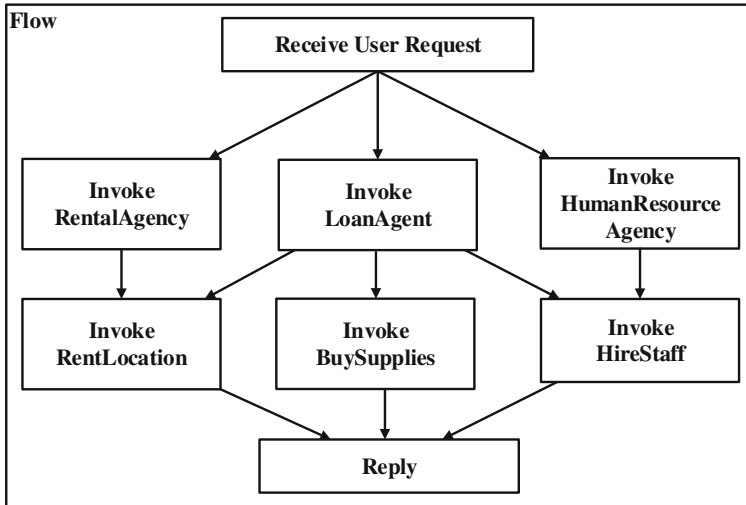 Flow
Receive User Request
Invoke
RentalAgency
Invoke
LoanAgent
Invoke
HumanResource
Agency
Invoke
RentLocation
Invoke
BuySupplies
Invoke
HireStaff
Reply